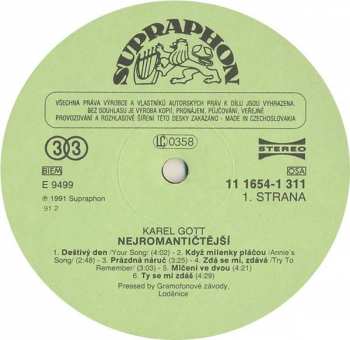 SUPRAPHON
VŠECHNA PRÁVA VÝROBCE A VLASTNÍKŮ AUTORSKÝCH PRÁV K DÍLU JSOU VYHRAZENA.
BEZ SOUHLASU JE VÝROBA KOPIÍ, PRONÁJEM, PŮJČOVÁNÍ, VEŘEJNÉ
PROVOZOVÁNÍ A ROZHLASOVÉ ŠÍŘENÍ TÉTO DESKY ZAKÁZÁNO - MADE IN CZECHOSLOVAKIA
33
LC 0358
STEREO
BIEM
OSA
E 9499
11 1654-1 311
℗ 1991 Supraphon
1. STRANA
91 2
KAREL GOTT
NEJROMANTIČTĚJŠÍ
1. Deštivý den /Your Song/ (4:02) - 2. Když milenky pláčou /Annie's
Song/ (2:48) - 3. Prázdná náruč (3:25) - 4. Zdá se mi, zdává /Try To
Remember/ (3:03) - 5. Mlčení ve dvou (4:21)
6. Ty se mi zdáš (4:29)
Pressed by Gramofonové závody,
Loděnice